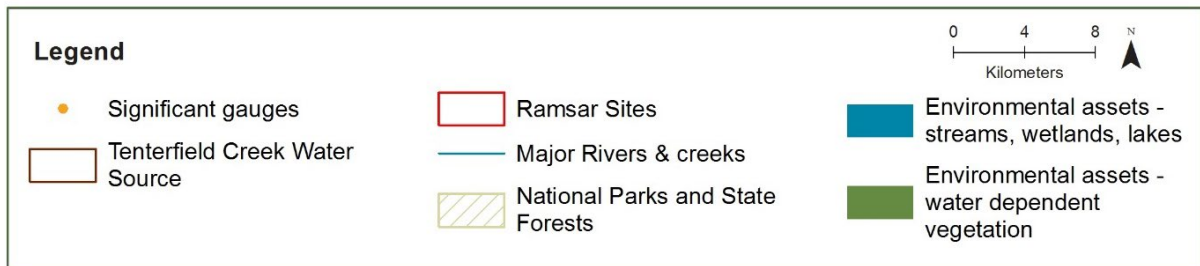 Legend
0 4 8
Kilometers
N
Significant gauges
Tenterfield Creek Water
Source
Ramsar Sites
Major Rivers & creeks
National Parks and State
Forests
Environmental assets -
streams, wetlands, lakes
Environmental assets -
water dependent
vegetation